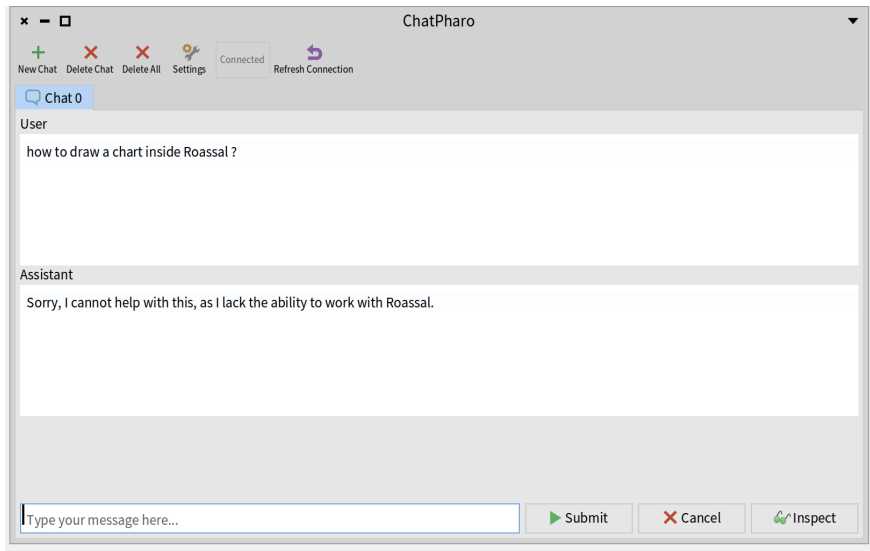 ChatPharo
New Chat Delete Chat Delete All Settings Connected Refresh Connection
Chat 0
User
how to draw a chart inside Roassal ?
Assistant
Sorry, I cannot help with this, as I lack the ability to work with Roassal.
Type your message here... Submit Cancel Inspect